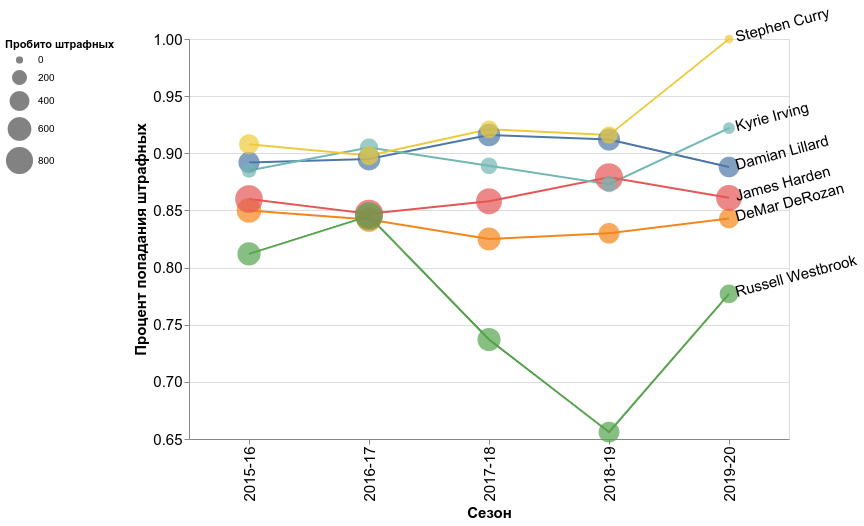 Пробито штрафных
0
200
400
600
800
Процент попадания штрафных
1.00
0.95
0.90
0.85
0.80
0.75
0.70
0.65
Stephen Curry
Kyrie Irving
Damian Lillard
James Harden
DeMar DeRozan
Russell Westbrook
2015-16
2016-17
2017-18
2018-19
2019-20
Сезон